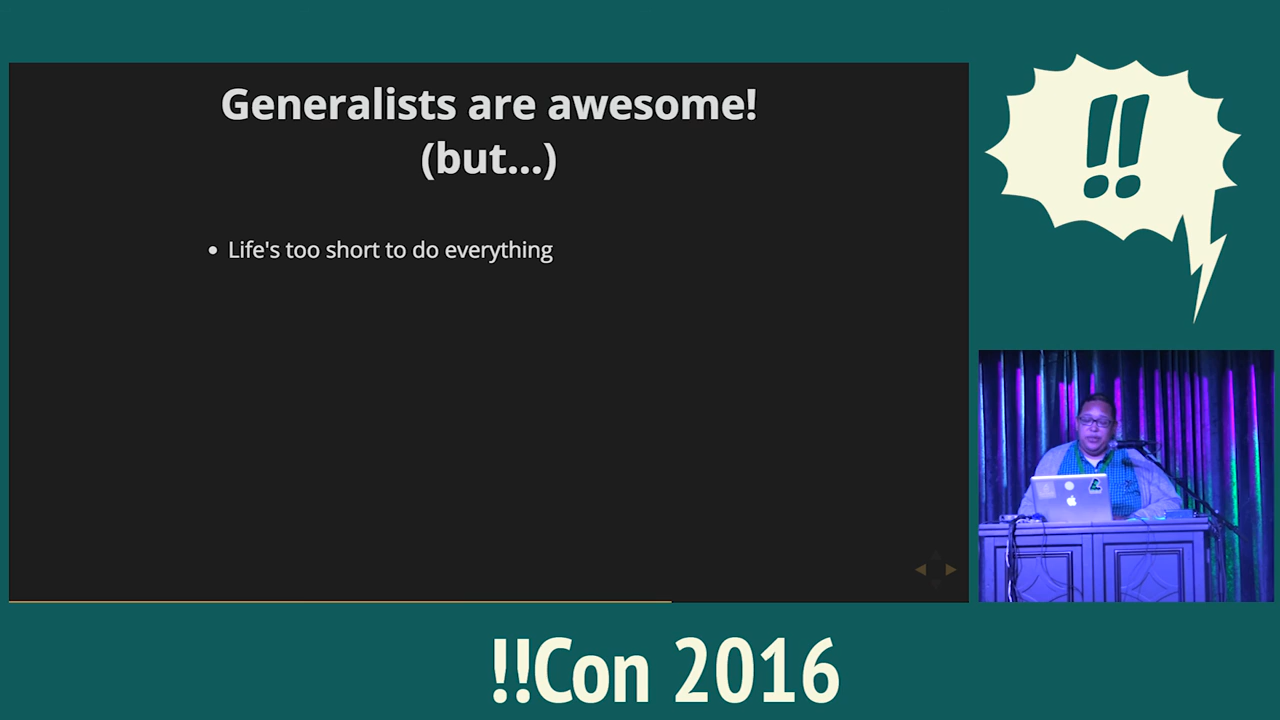 Generalists are awesome!
(but...)
Life's too short to do everything
!!
!!Con 2016